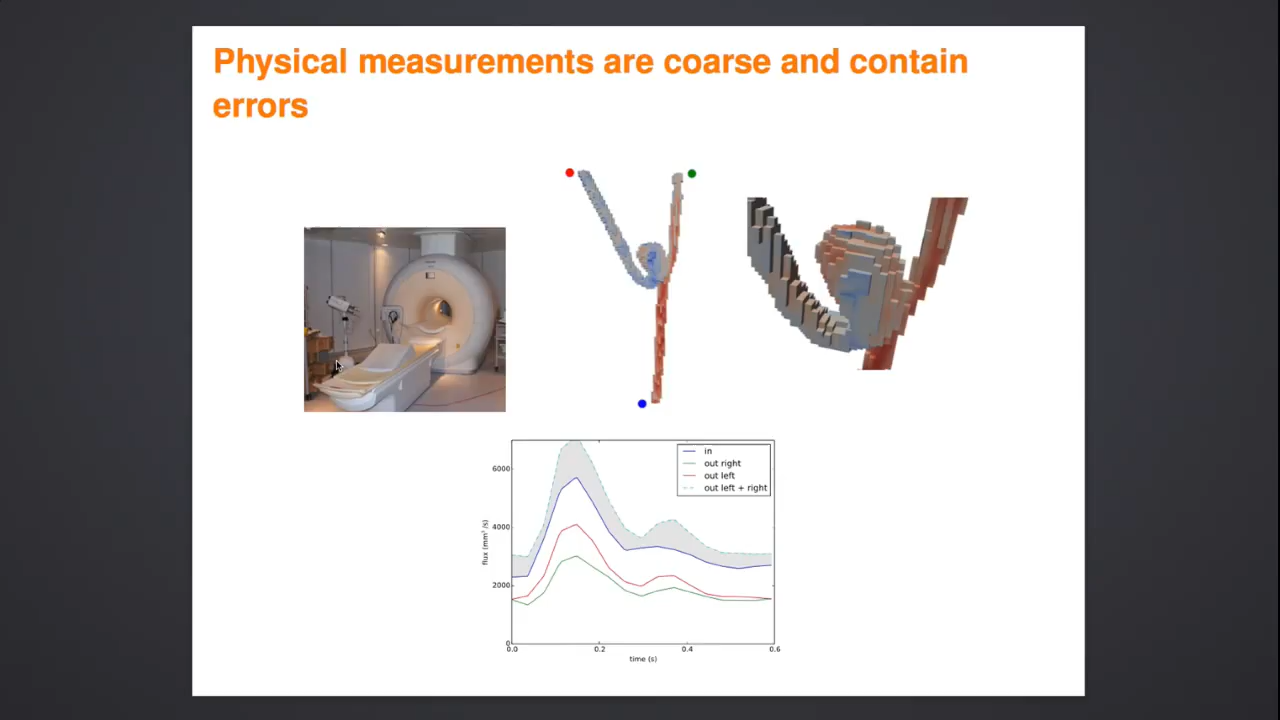 Physical measurements are coarse and contain
errors
in
out right
out left
out left + right
6000
4000
2000
0
flux (mm³/s)
0.0 0.2 0.4 0.6
time (s)